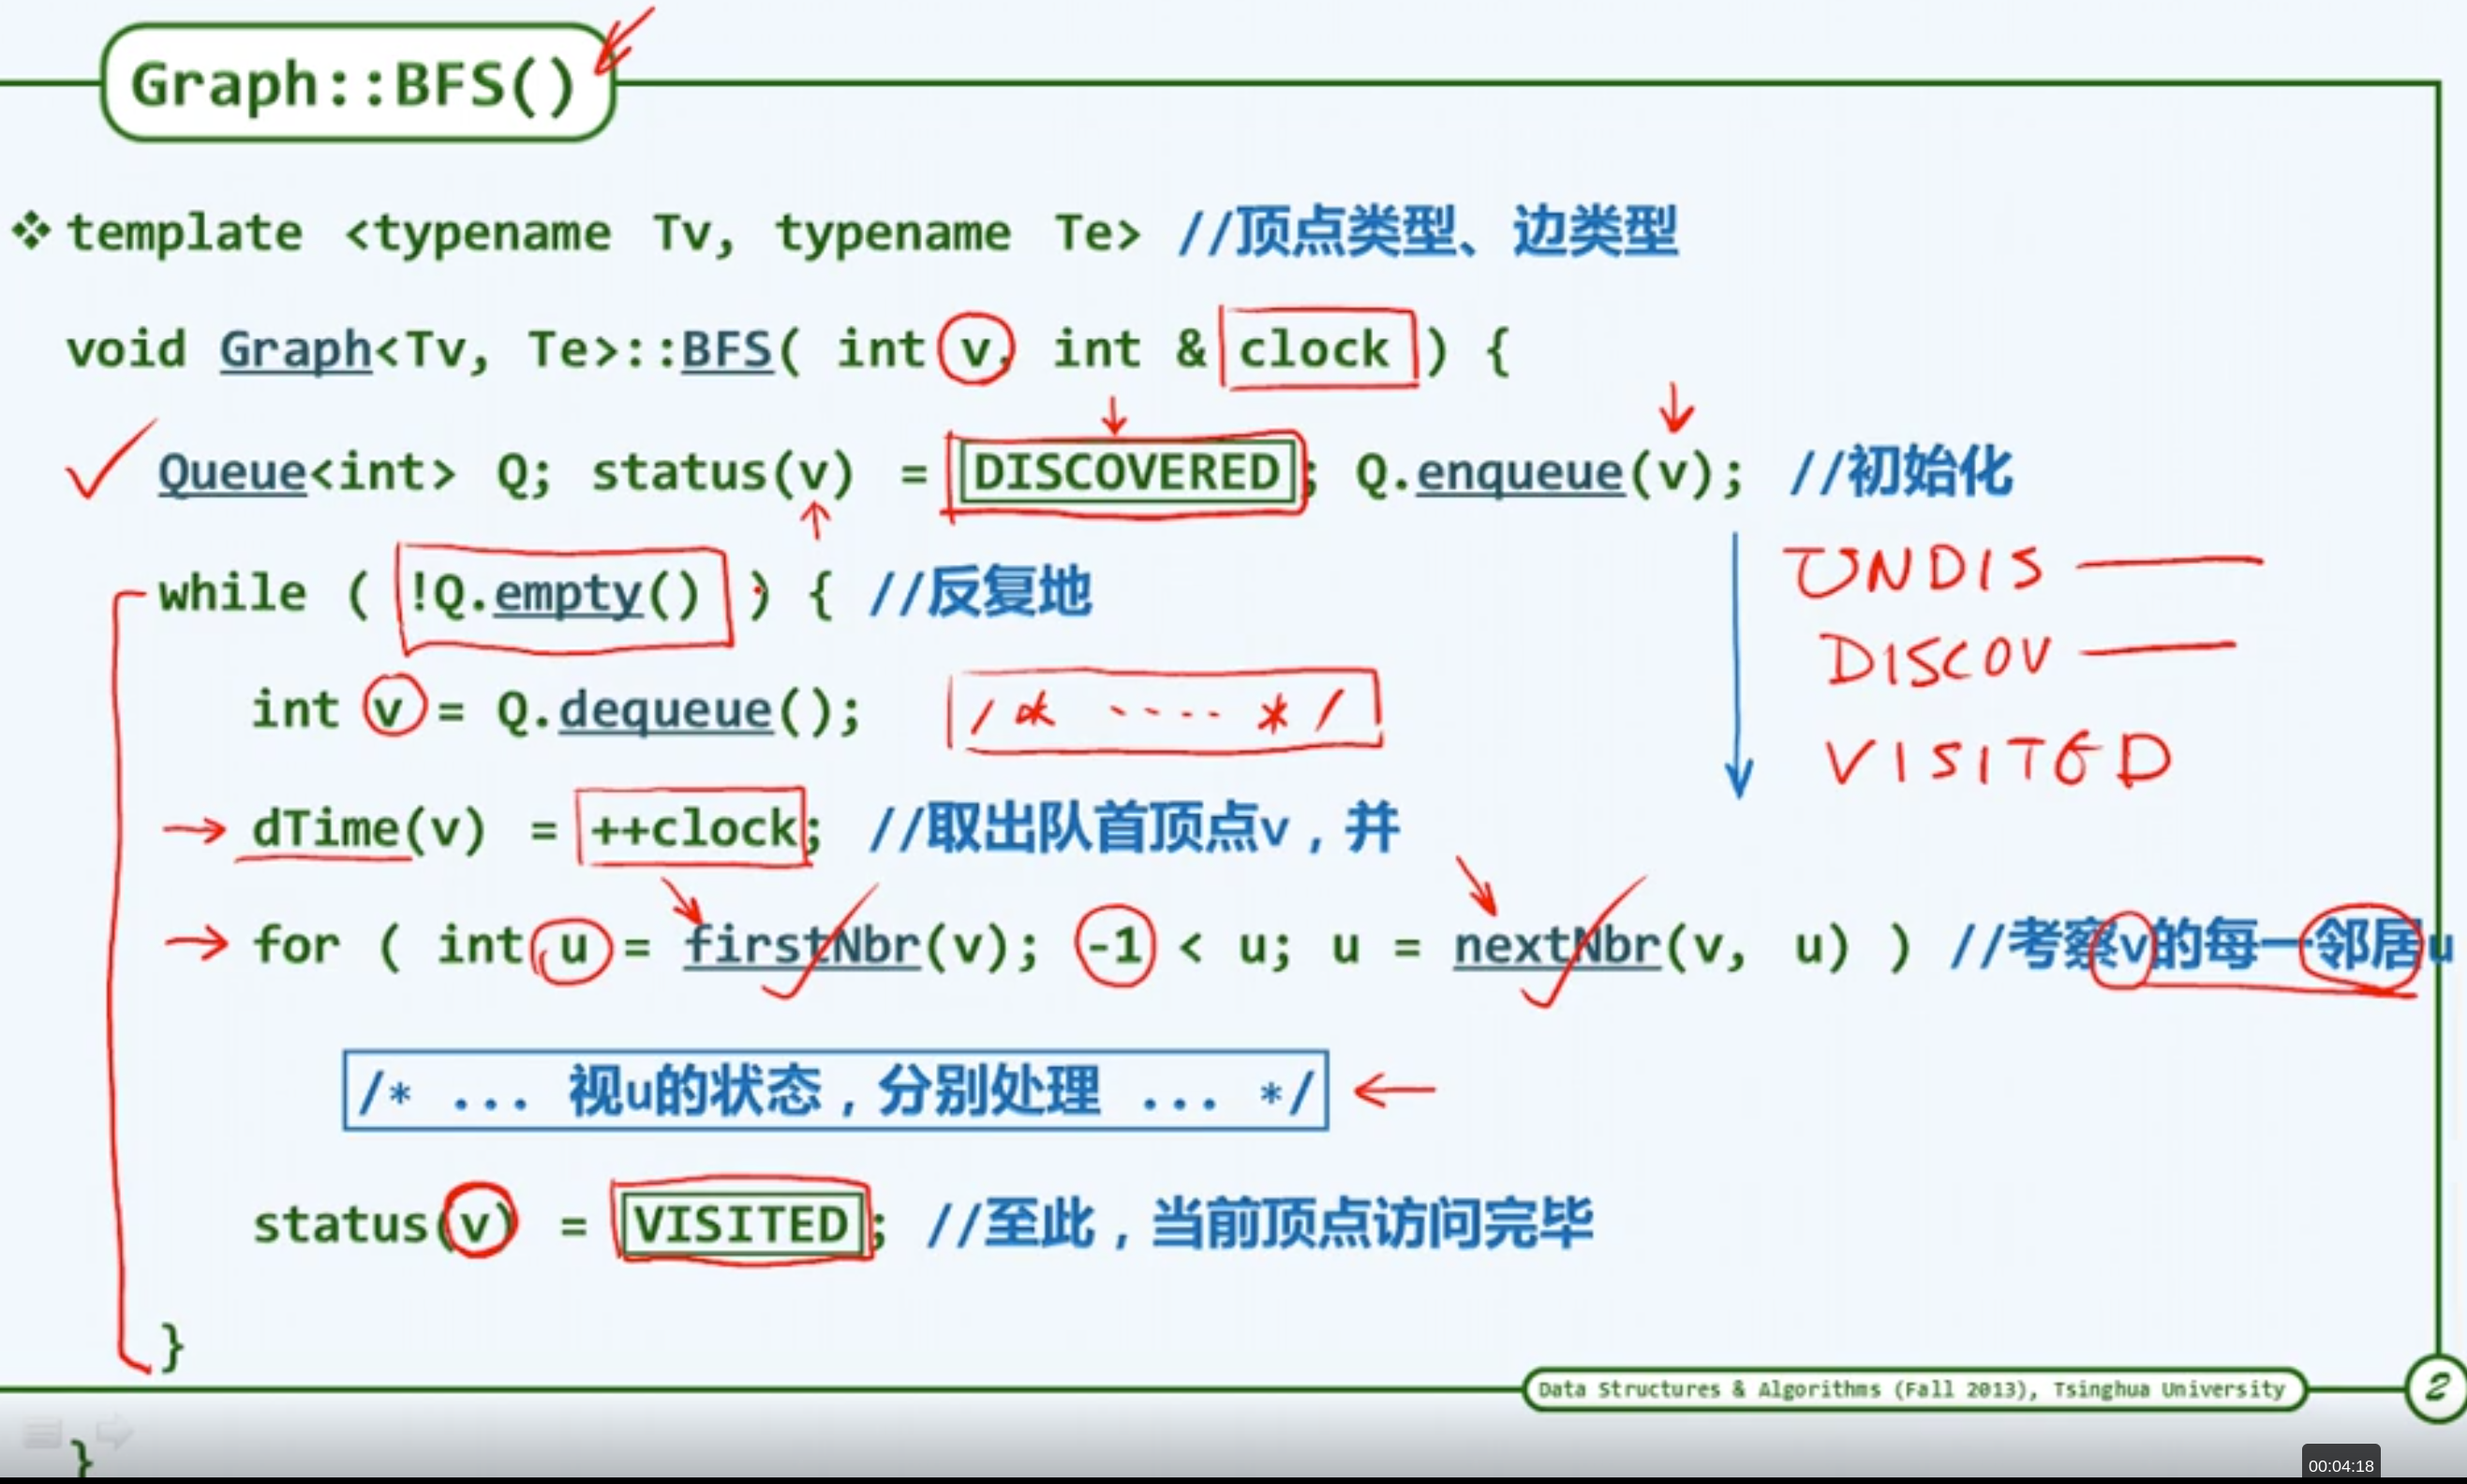 Graph::BFS()
❖ template <typename Tv, typename Te> //顶点类型、边类型
void Graph<Tv, Te>::BFS( int v, int & clock ) {
Queue<int> Q; status(v) = DISCOVERED; Q.enqueue(v); //初始化
UNDIS
while ( !Q.empty() ) { //反复地
DISCOV
int v = Q.dequeue(); /* .... */
VISITED
dTime(v) = ++clock; //取出队首顶点v，并
for ( int u = firstNbr(v); -1 < u; u = nextNbr(v, u) ) //考察v的每一邻居u
/* ... 视u的状态，分别处理 ... */
status(v) = VISITED; //至此，当前顶点访问完毕
}
Data Structures & Algorithms (Fall 2013), Tsinghua University
2
}
00:04:18